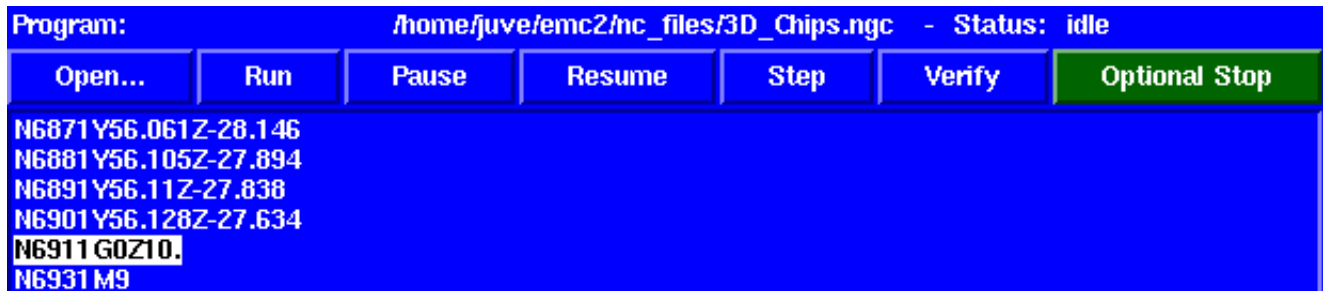 Program: /home/juve/emc2/nc_files/3D_Chips.ngc - Status: idle
Open... Run Pause Resume Step Verify Optional Stop
N6871Y56.061Z-28.146
N6881Y56.105Z-27.894
N6891Y56.11Z-27.838
N6901Y56.128Z-27.634
N6911G0Z10.
N6931M9